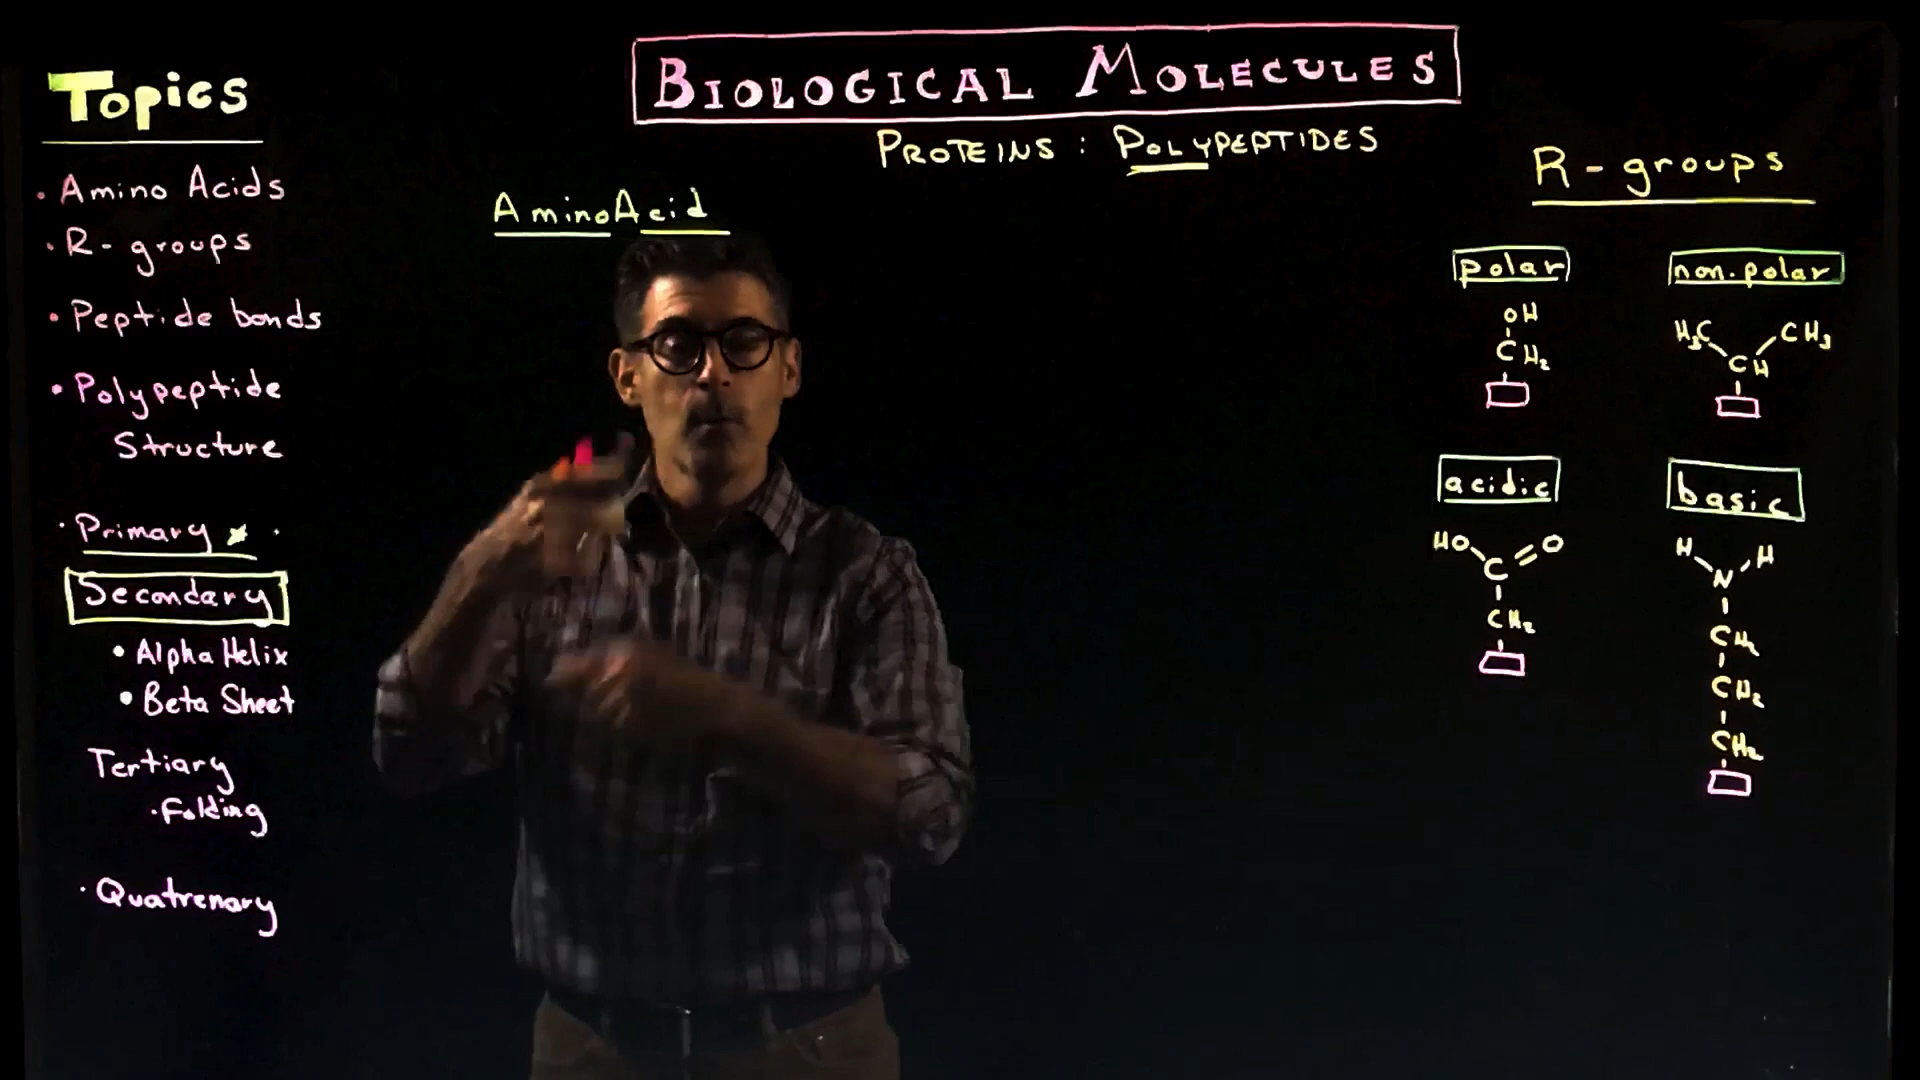 BIOLOGICAL MOLECULES
PROTEINS : POLYPEPTIDES
Topics
• Amino Acids
• R-groups
• Peptide bonds
• Polypeptide
Structure
• Primary *
Secondary
• Alpha Helix
• Beta Sheet
Tertiary
• Folding
• Quatrenary
AminoAcid
R-groups
polar
OH
CH₂
non-polar
H₃C CH₃
CH
acidic
HO O
C
CH₂
basic
H H
N
CH₂
CH₂
CH₂